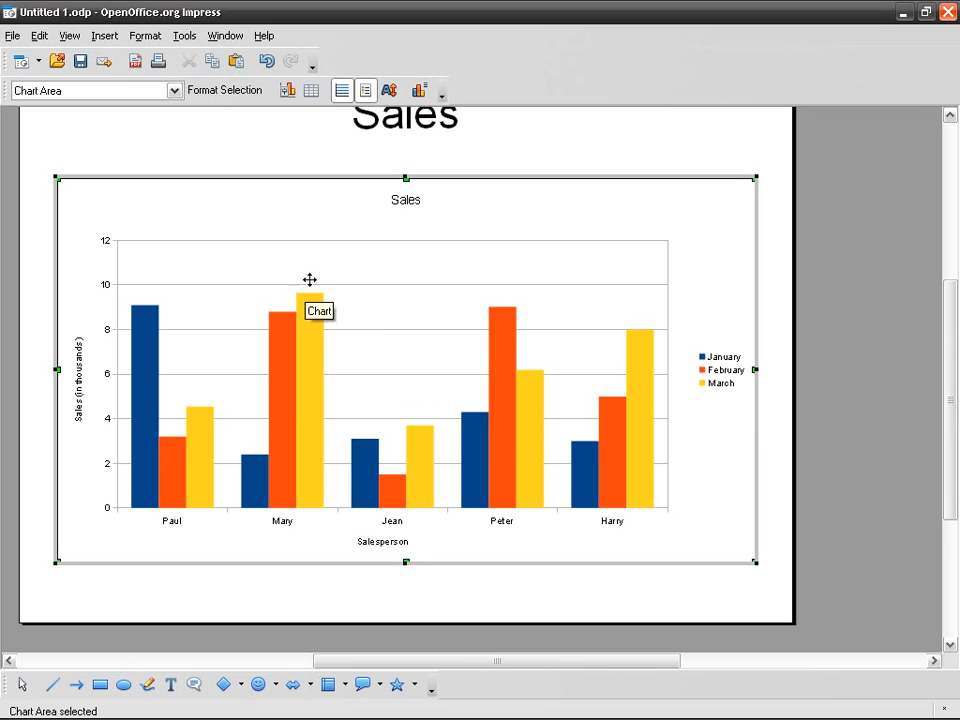 Untitled 1.odp - OpenOffice.org Impress
File Edit View Insert Format Tools Window Help
Chart Area Format Selection
Sales
Sales
12
10
8
6
4
2
0
Sales (in thousands)
Chart
January
February
March
Paul Mary Jean Peter Harry
Salesperson
Chart Area selected